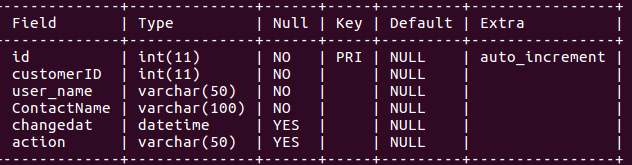 --------------+--------------+------+-----+---------+----------------+
 Field        | Type         | Null | Key | Default | Extra          |
--------------+--------------+------+-----+---------+----------------+
 id           | int(11)      | NO   | PRI | NULL    | auto_increment |
 customerID   | int(11)      | NO   |     | NULL    |                |
 user_name    | varchar(50)  | NO   |     | NULL    |                |
 ContactName  | varchar(100) | NO   |     | NULL    |                |
 changedat    | datetime     | YES  |     | NULL    |                |
 action       | varchar(50)  | YES  |     | NULL    |                |
--------------+--------------+------+-----+---------+----------------+